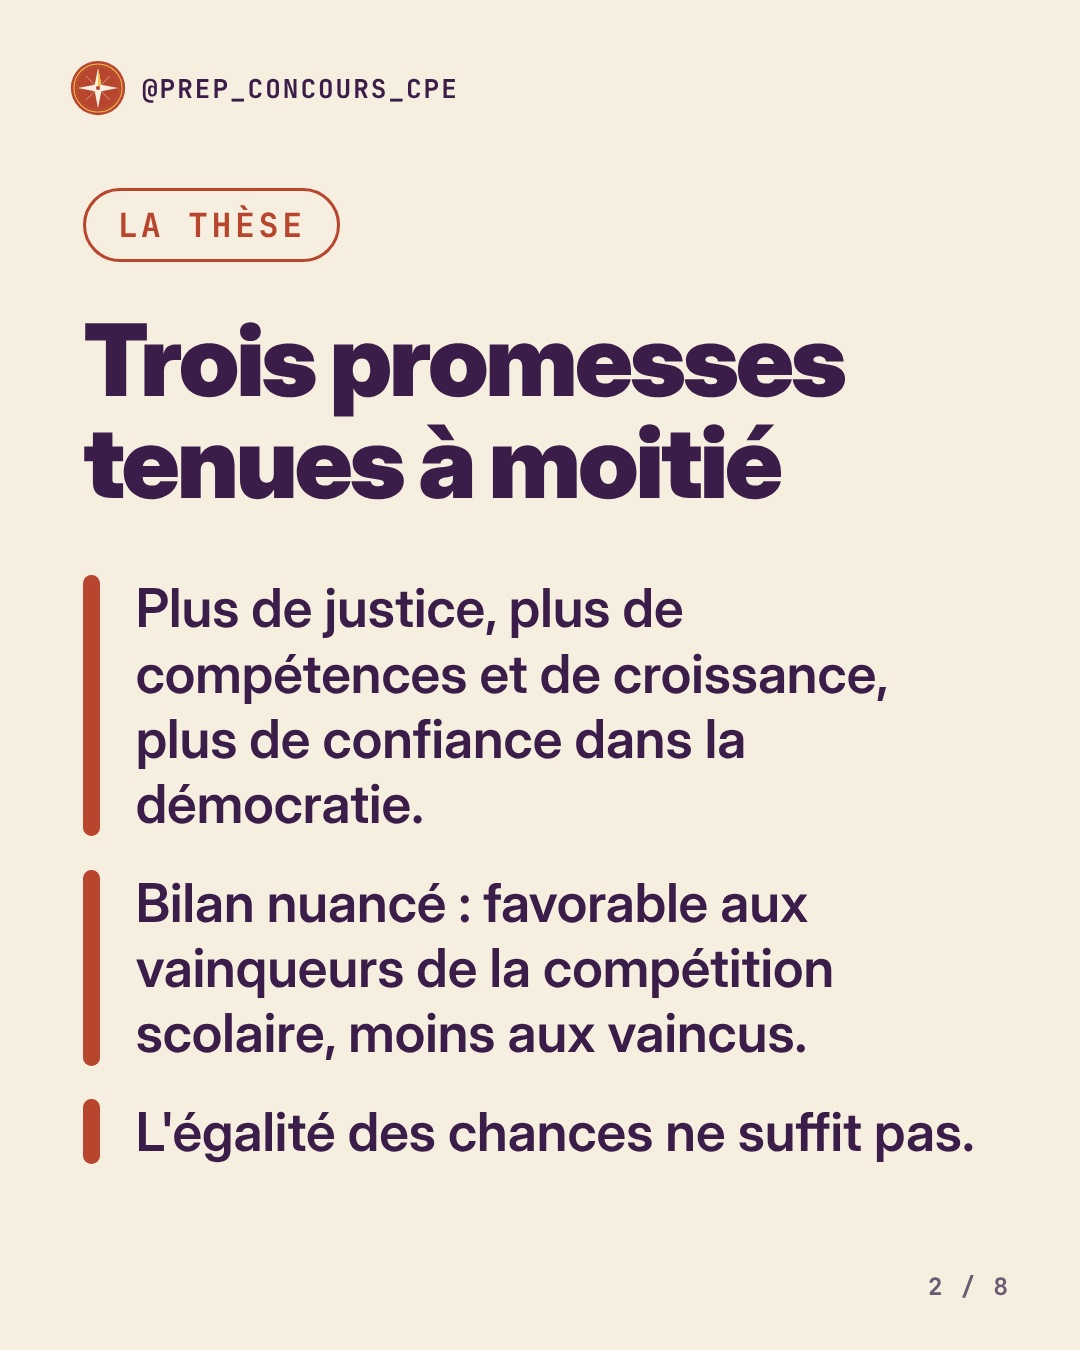 @PREP_CONCOURS_CPE
LA THÈSE
Trois promesses
tenues à moitié
Plus de justice, plus de
compétences et de croissance,
plus de confiance dans la
démocratie.
Bilan nuancé : favorable aux
vainqueurs de la compétition
scolaire, moins aux vaincus.
L'égalité des chances ne suffit pas.
2 / 8